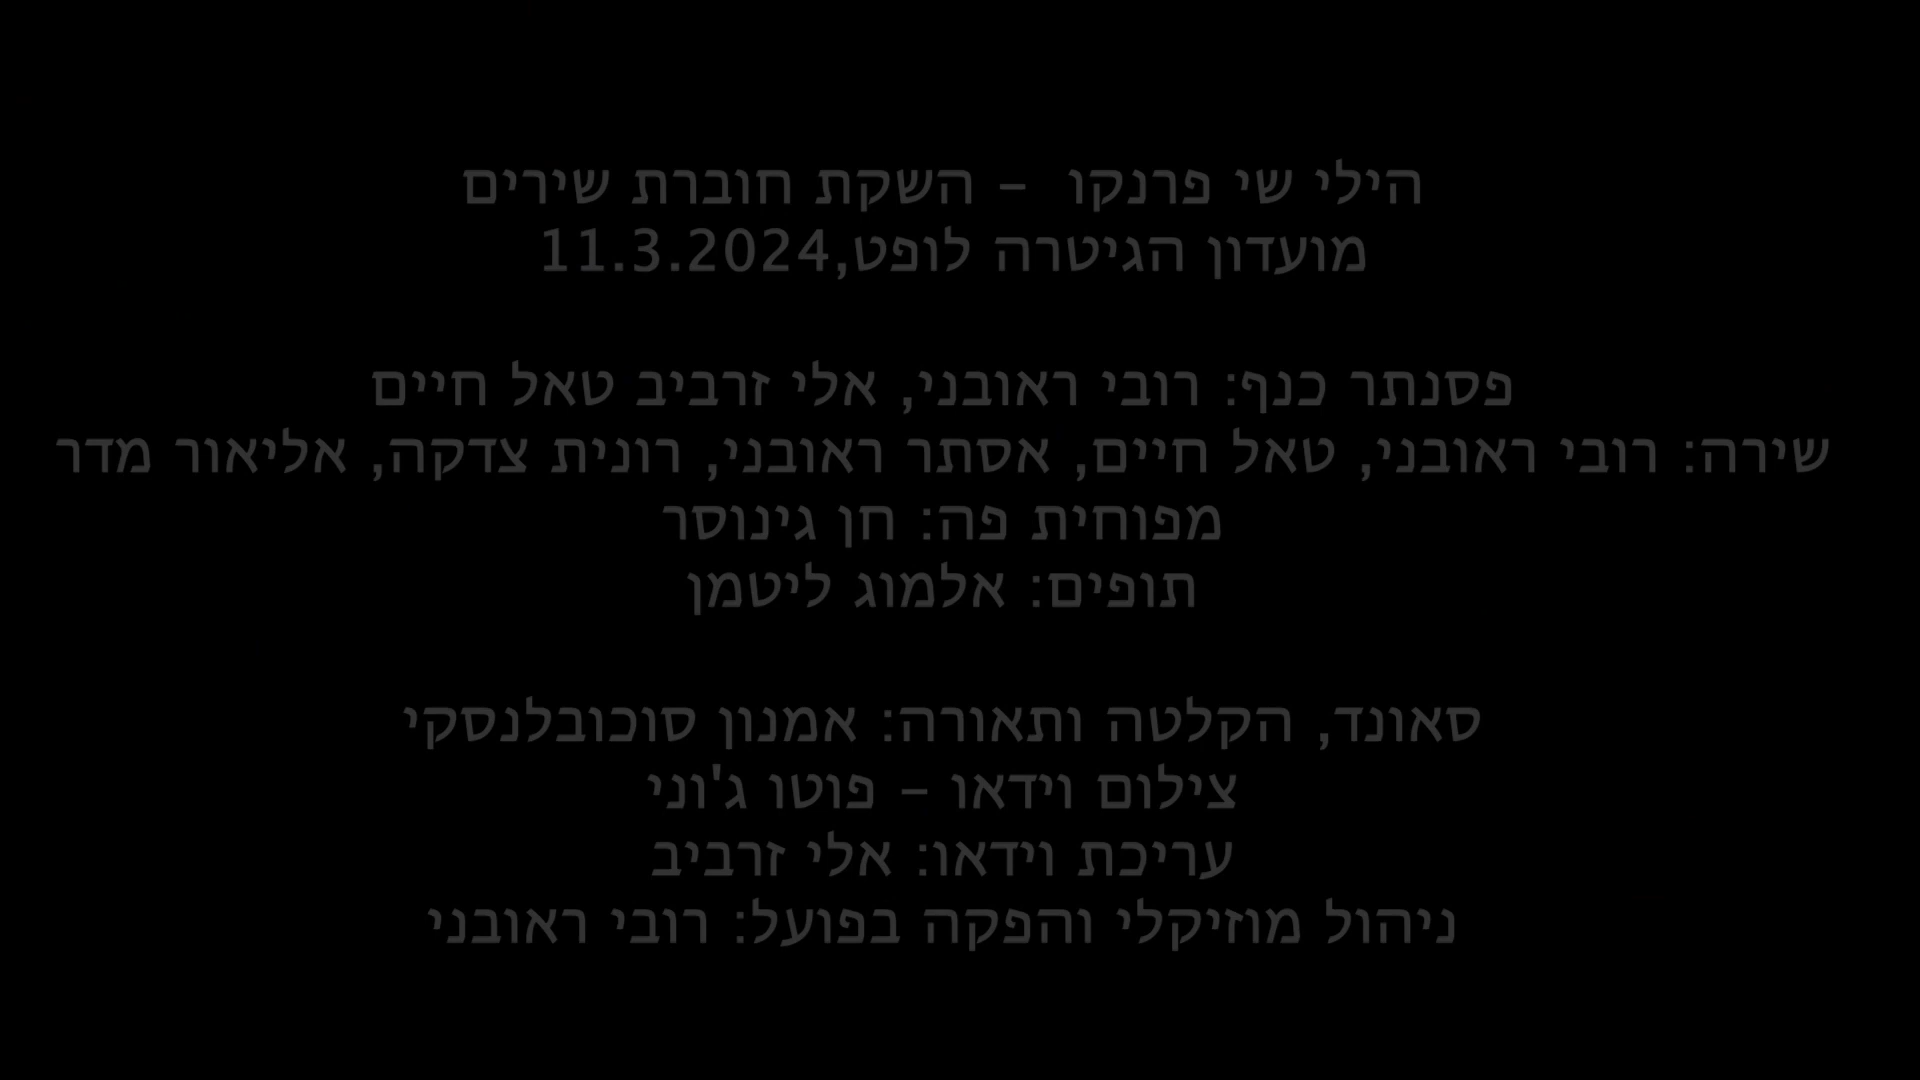 הילי שי פרנקו – השקת חוברת שירים
מועדון הגיטרה לופט,11.3.2024
פסנתר כנף: רובי ראובני, אלי זרביב טאל חיים
שירה: רובי ראובני, טאל חיים, אסתר ראובני, רונית צדקה, אליאור מדר
מפוחית פה: חן גינוסר
תופים: אלמוג ליטמן
סאונד, הקלטה ותאורה: אמנון סוכובלנסקי
צילום וידאו – פוטו ג'וני
עריכת וידאו: אלי זרביב
ניהול מוזיקלי והפקה בפועל: רובי ראובני